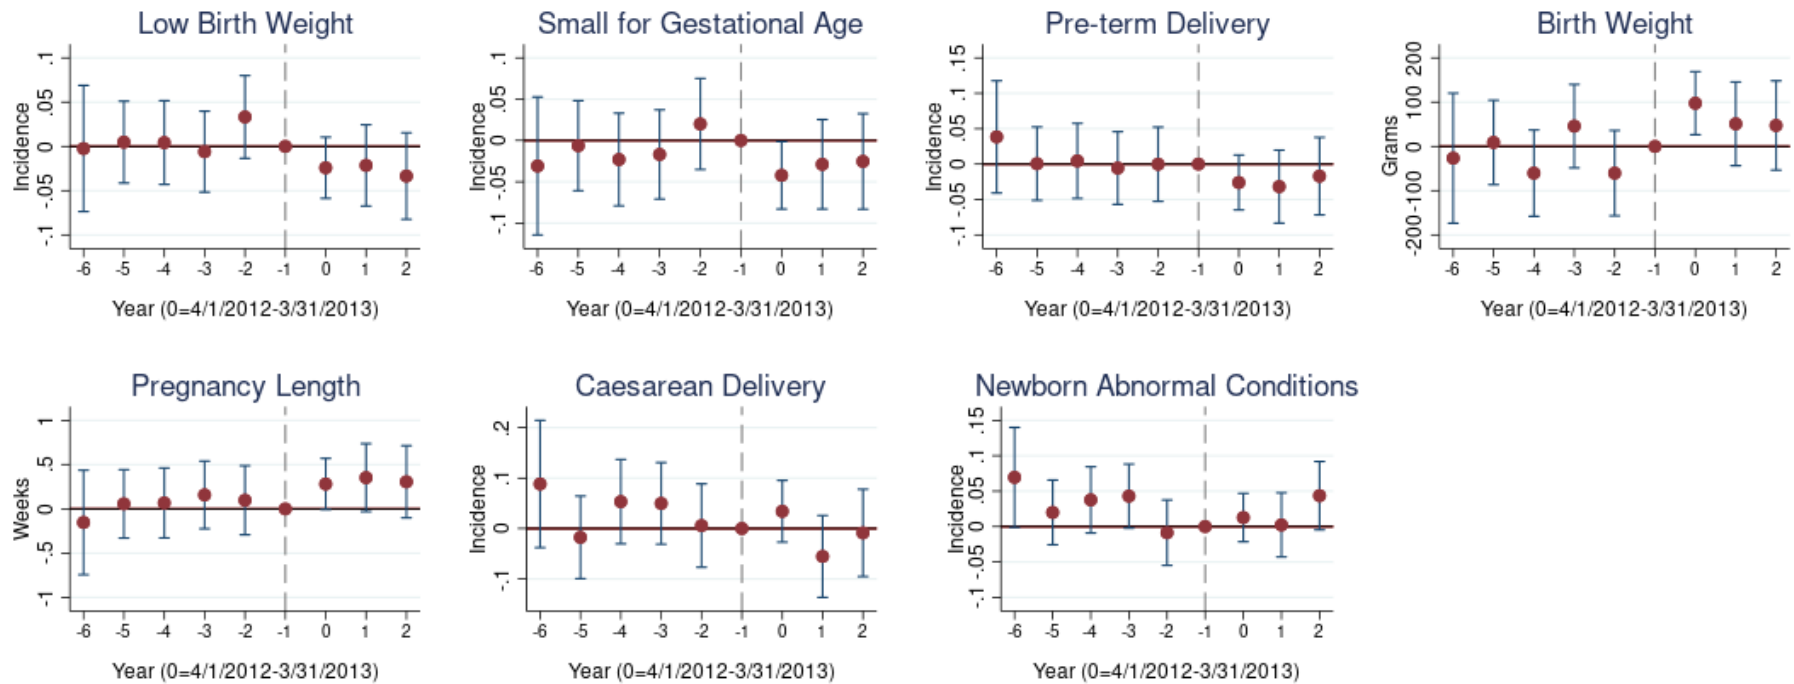 Low Birth Weight
Incidence
.1
.05
0
-.05
-.1
-6 -5 -4 -3 -2 -1 0 1 2
Year (0=4/1/2012-3/31/2013)
Small for Gestational Age
Incidence
.1
.05
0
-.05
-.1
-6 -5 -4 -3 -2 -1 0 1 2
Year (0=4/1/2012-3/31/2013)
Pre-term Delivery
Incidence
.15
.1
.05
0
-.05
-.1
-6 -5 -4 -3 -2 -1 0 1 2
Year (0=4/1/2012-3/31/2013)
Birth Weight
Grams
200
100
0
-100
-200
-6 -5 -4 -3 -2 -1 0 1 2
Year (0=4/1/2012-3/31/2013)
Pregnancy Length
Weeks
1
.5
0
-.5
-1
-6 -5 -4 -3 -2 -1 0 1 2
Year (0=4/1/2012-3/31/2013)
Caesarean Delivery
Incidence
.2
.1
0
-.1
-6 -5 -4 -3 -2 -1 0 1 2
Year (0=4/1/2012-3/31/2013)
Newborn Abnormal Conditions
Incidence
.15
.1
.05
0
-.05
-.1
-6 -5 -4 -3 -2 -1 0 1 2
Year (0=4/1/2012-3/31/2013)